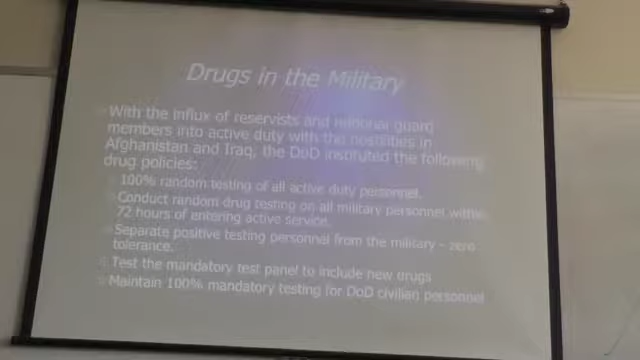 Drugs in the Military
With the influx of reservists and national guard
members into active duty with the hostilities in
Afghanistan and Iraq, the DoD instituted the following
drug policies:
100% random testing of all active duty personnel.
Conduct random drug testing on all military personnel within
72 hours of entering active service.
Separate positive testing personnel from the military - zero
tolerance.
Test the mandatory test panel to include new drugs
Maintain 100% mandatory testing for DoD civilian personnel